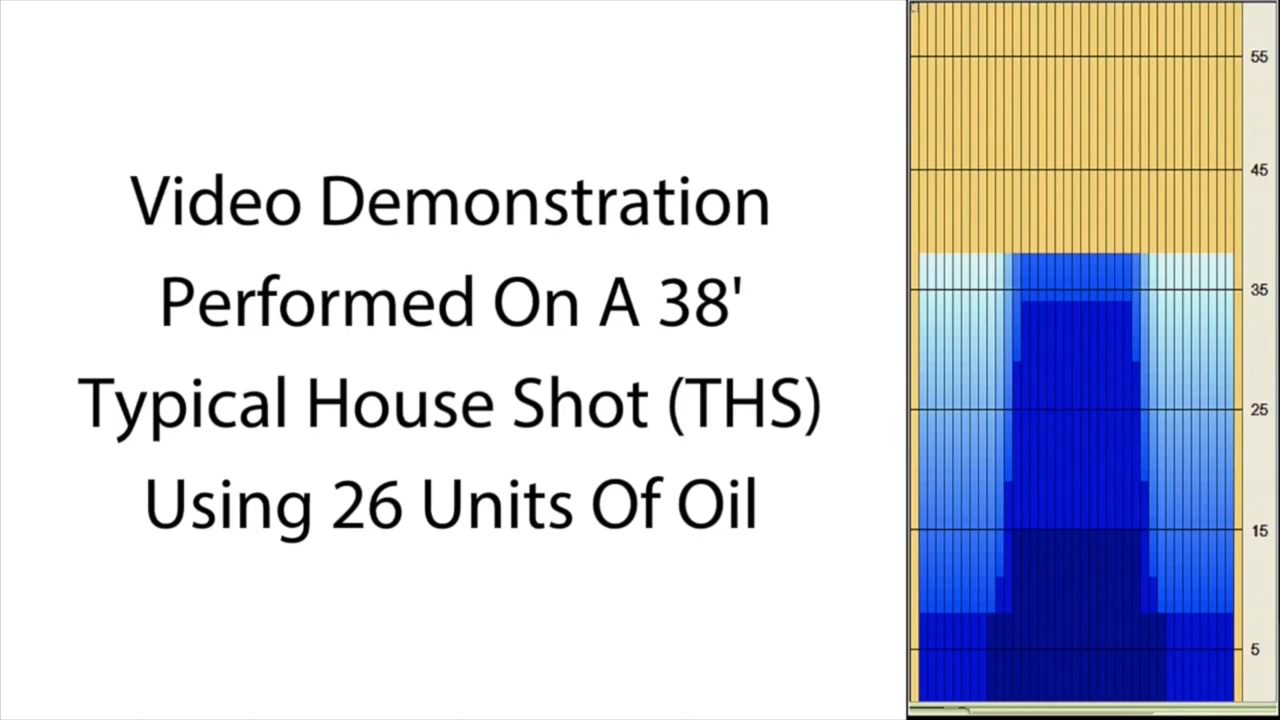 Video Demonstration
Performed On A 38'
Typical House Shot (THS)
Using 26 Units Of Oil
55
45
35
25
15
5